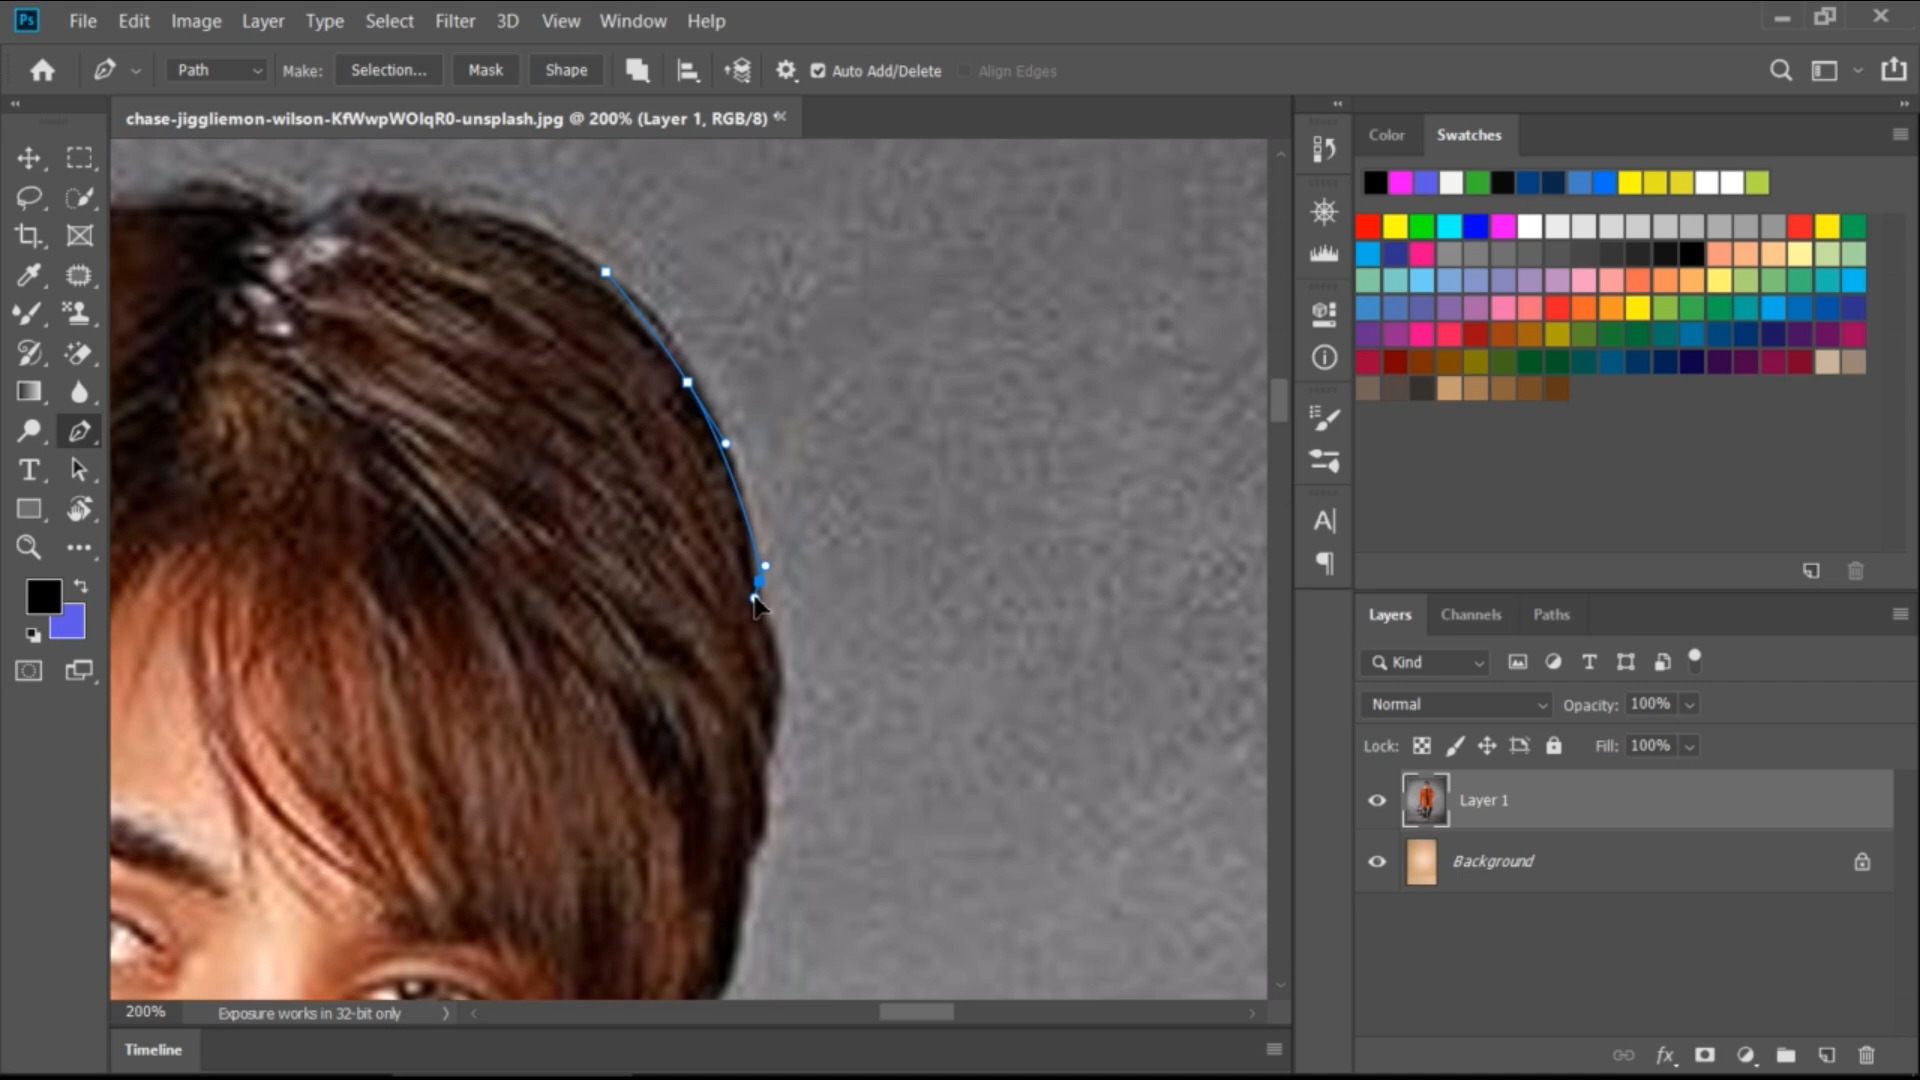 Ps File Edit Image Layer Type Select Filter 3D View Window Help
Path Make: Selection... Mask Shape Auto Add/Delete Align Edges
chase-jiggliemon-wilson-KfWwpWOIqR0-unsplash.jpg @ 200% (Layer 1, RGB/8)
Color Swatches
Layers Channels Paths
Kind
Normal Opacity: 100%
Lock: Fill: 100%
Layer 1
Background
200% Exposure works in 32-bit only
Timeline
fx